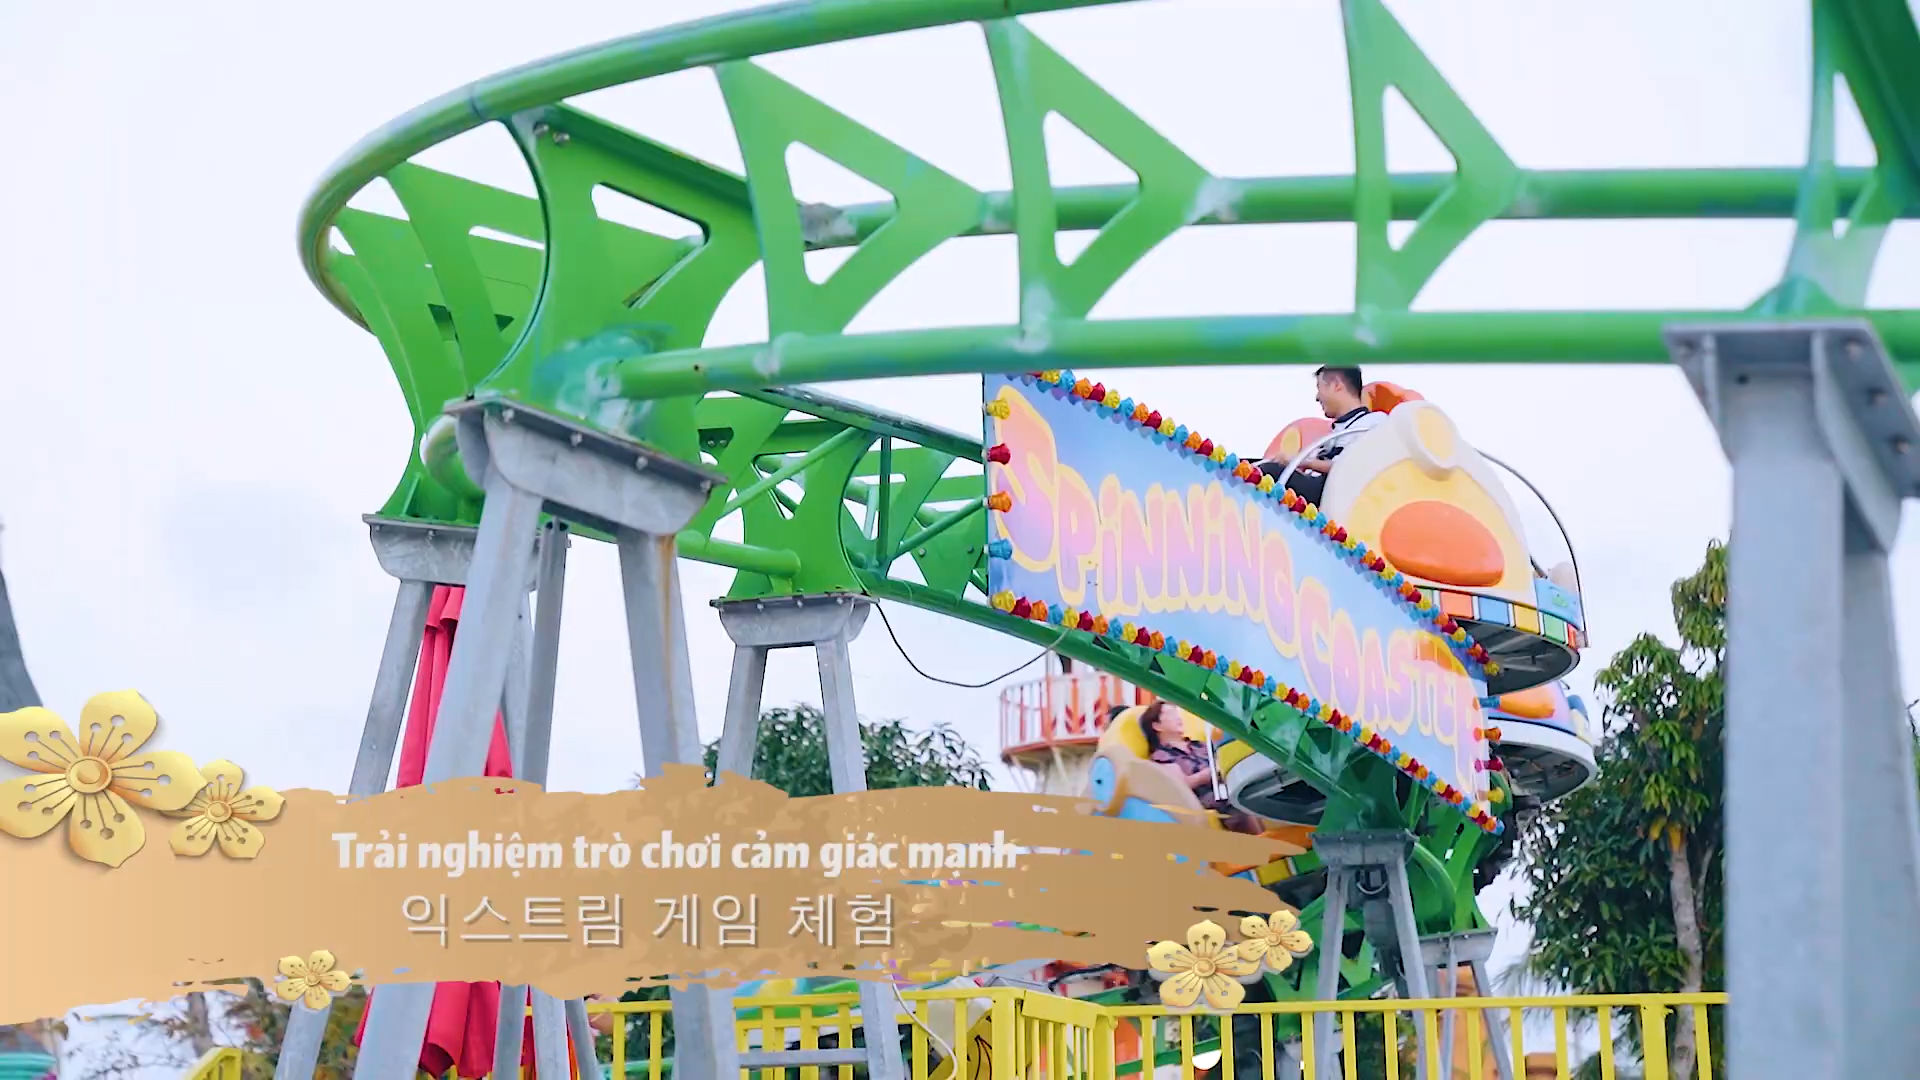 SPiNNiNG COASTER
Trải nghiệm trò chơi cảm giác mạnh
익스트림 게임 체험